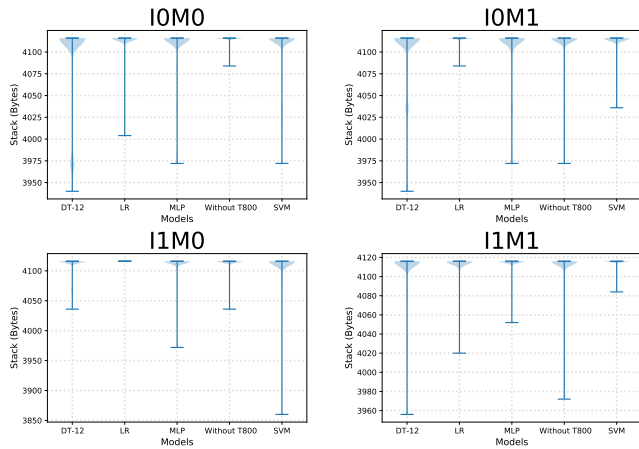 I0M0
Stack (Bytes)
4100
4075
4050
4025
4000
3975
3950
DT-12 LR MLP Without T800 SVM
Models
I0M1
Stack (Bytes)
4100
4075
4050
4025
4000
3975
3950
DT-12 LR MLP Without T800 SVM
Models
I1M0
Stack (Bytes)
4100
4050
4000
3950
3900
3850
DT-12 LR MLP Without T800 SVM
Models
I1M1
Stack (Bytes)
4120
4100
4080
4060
4040
4020
4000
3980
3960
DT-12 LR MLP Without T800 SVM
Models